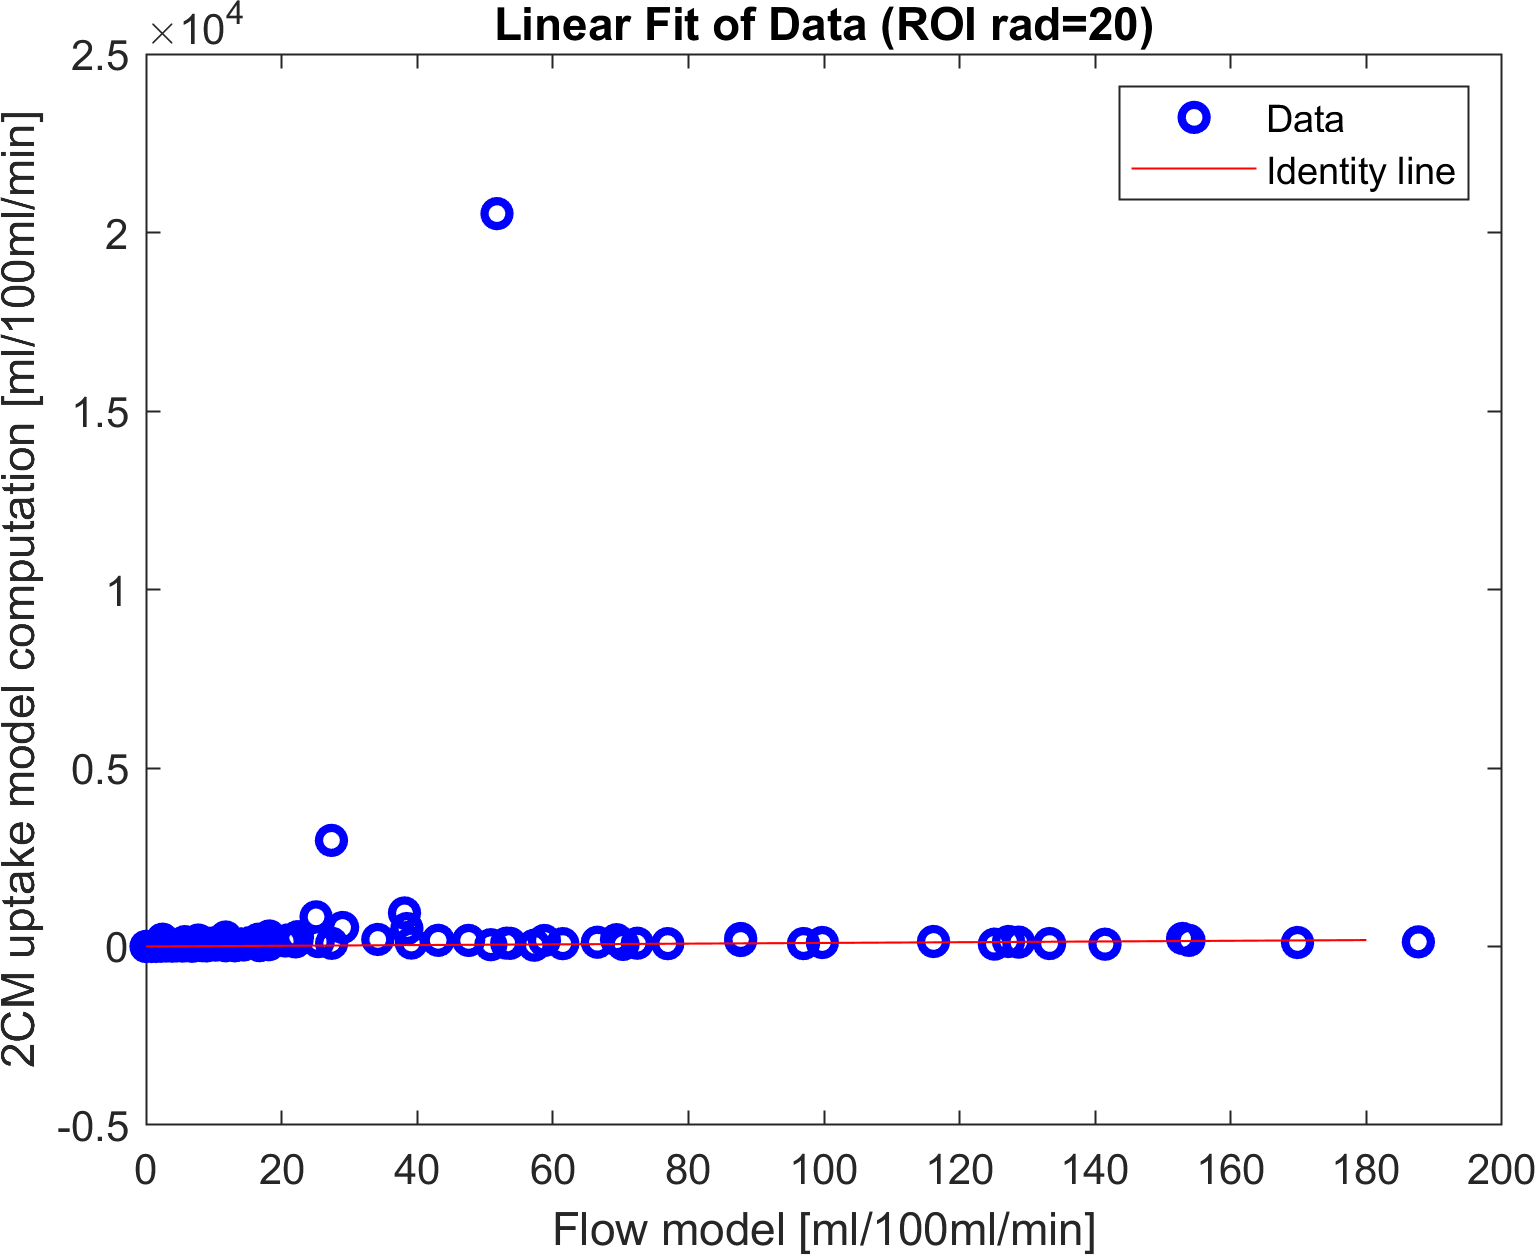 Linear Fit of Data (ROI rad=20)
×10⁴
2.5
2
1.5
1
0.5
0
-0.5
2CM uptake model computation [ml/100ml/min]
Data
Identity line
0 20 40 60 80 100 120 140 160 180 200
Flow model [ml/100ml/min]